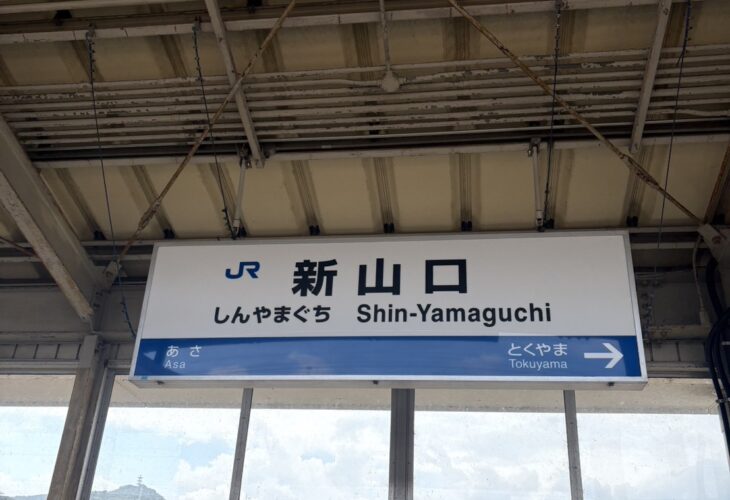 JR 新山口
しんやまぐち Shin-Yamaguchi
あさ とくやま
Asa Tokuyama